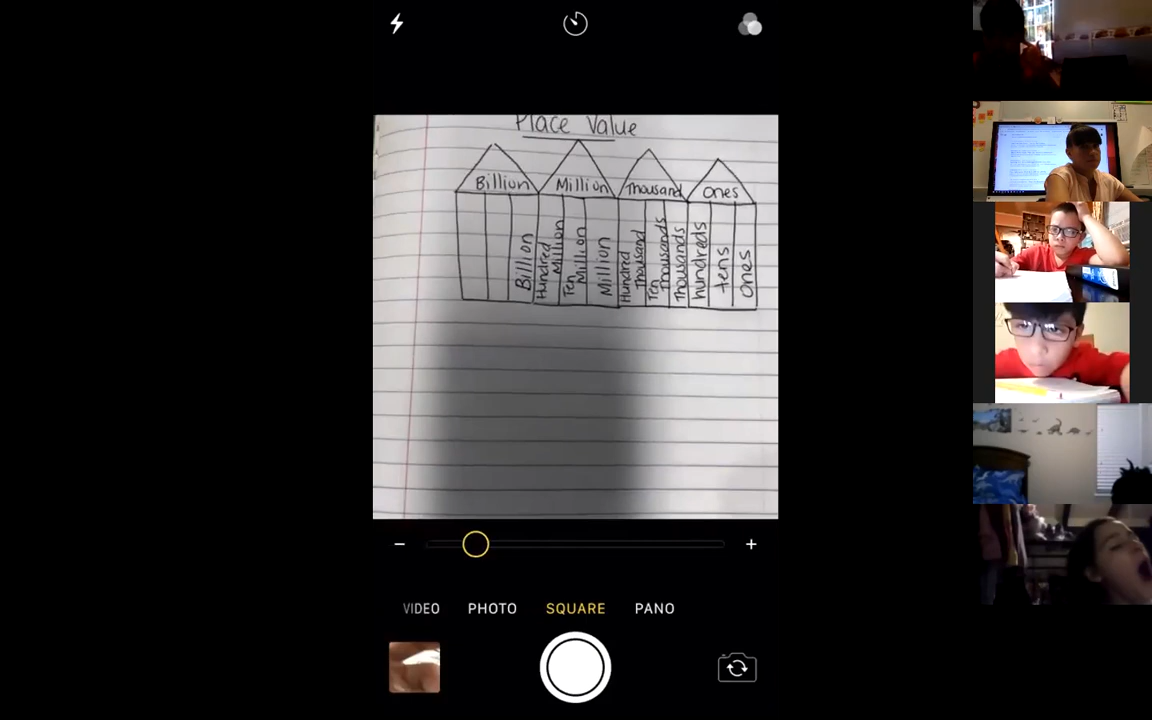 Place Value
Billion Million Thousand Ones
Billion
Hundred Million
Ten Million
Million
Hundred Thousand
Ten Thousands
Thousands
hundreds
tens
ones
VIDEO PHOTO SQUARE PANO